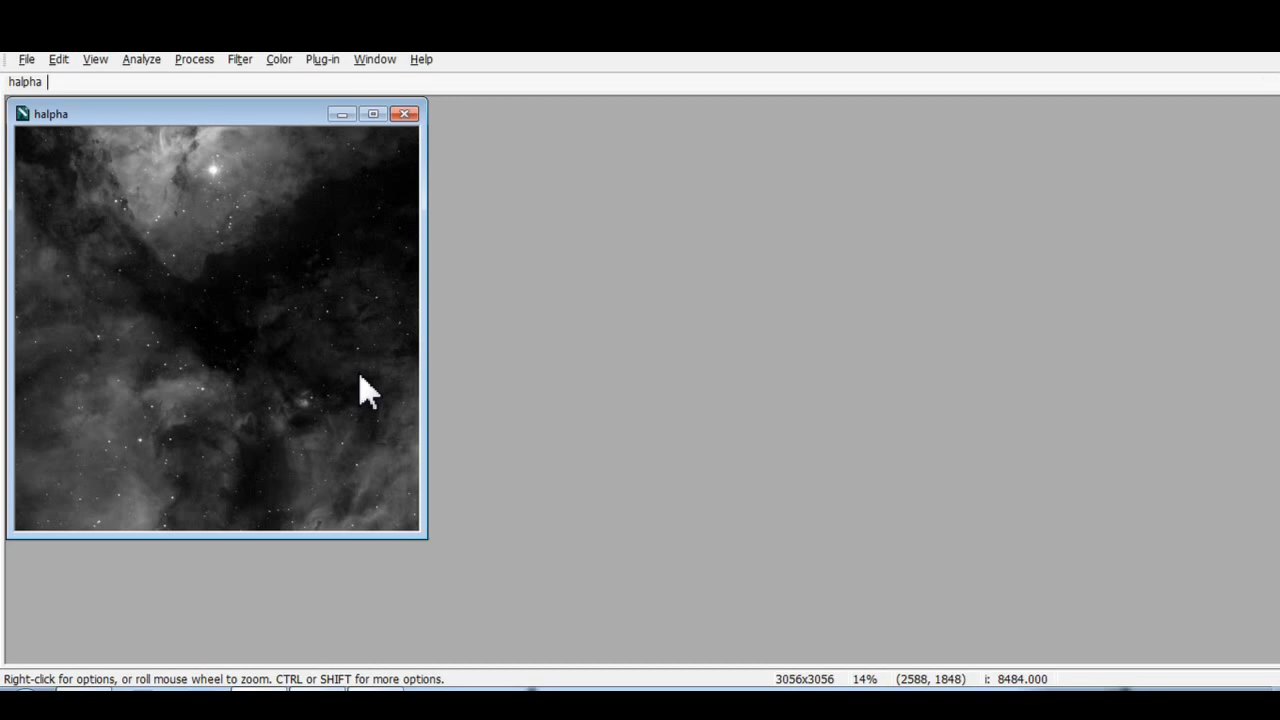 File Edit View Analyze Process Filter Color Plug-in Window Help
halpha
halpha
Right-click for options, or roll mouse wheel to zoom. CTRL or SHIFT for more options. 3056x3056 14% (2588, 1848) i: 8484.000